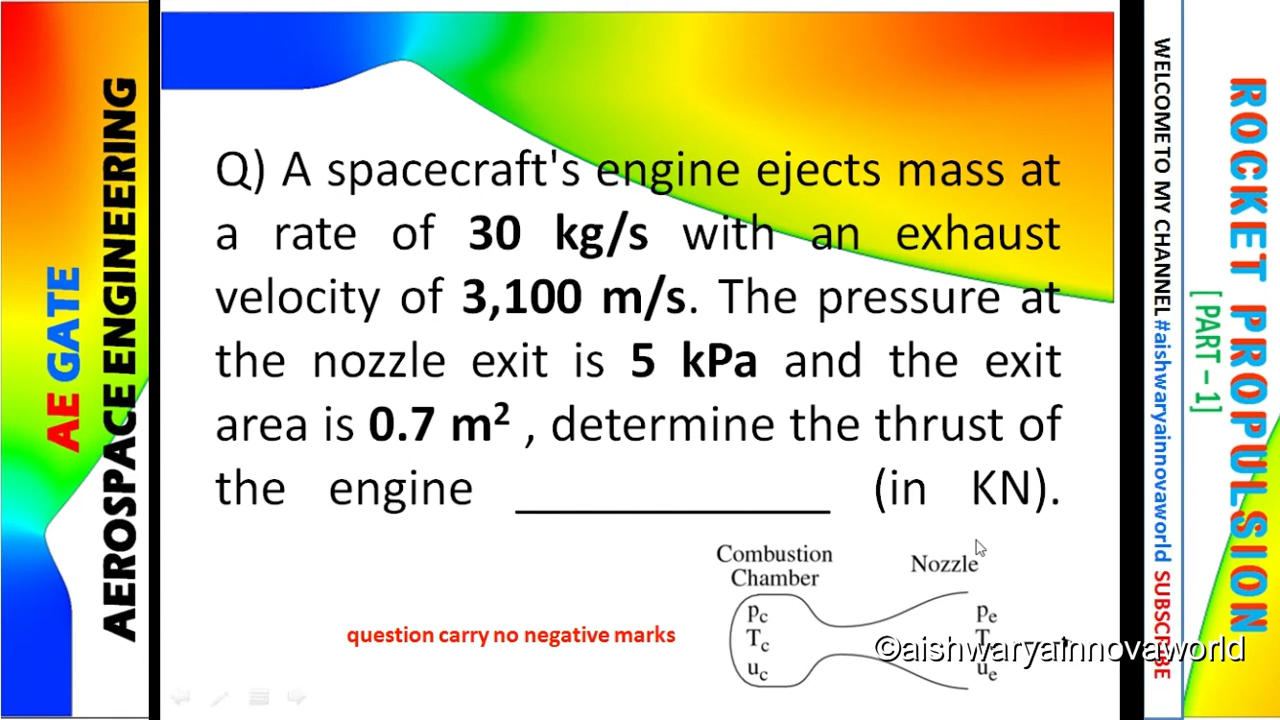 AE GATE
AEROSPACE ENGINEERING
Q) A spacecraft's engine ejects mass at
a rate of 30 kg/s with an exhaust
velocity of 3,100 m/s. The pressure at
the nozzle exit is 5 kPa and the exit
area is 0.7 m² , determine the thrust of
the engine ____________ (in KN).
Combustion
Chamber
Nozzle
pc
Tc
uc
pe
Te
ue
question carry no negative marks
©aishwaryainnovaworld
WELCOME TO MY CHANNEL #aishwaryainnovaworld SUBSCRIBE
[ PART – 1]
ROCKET PROPULSION